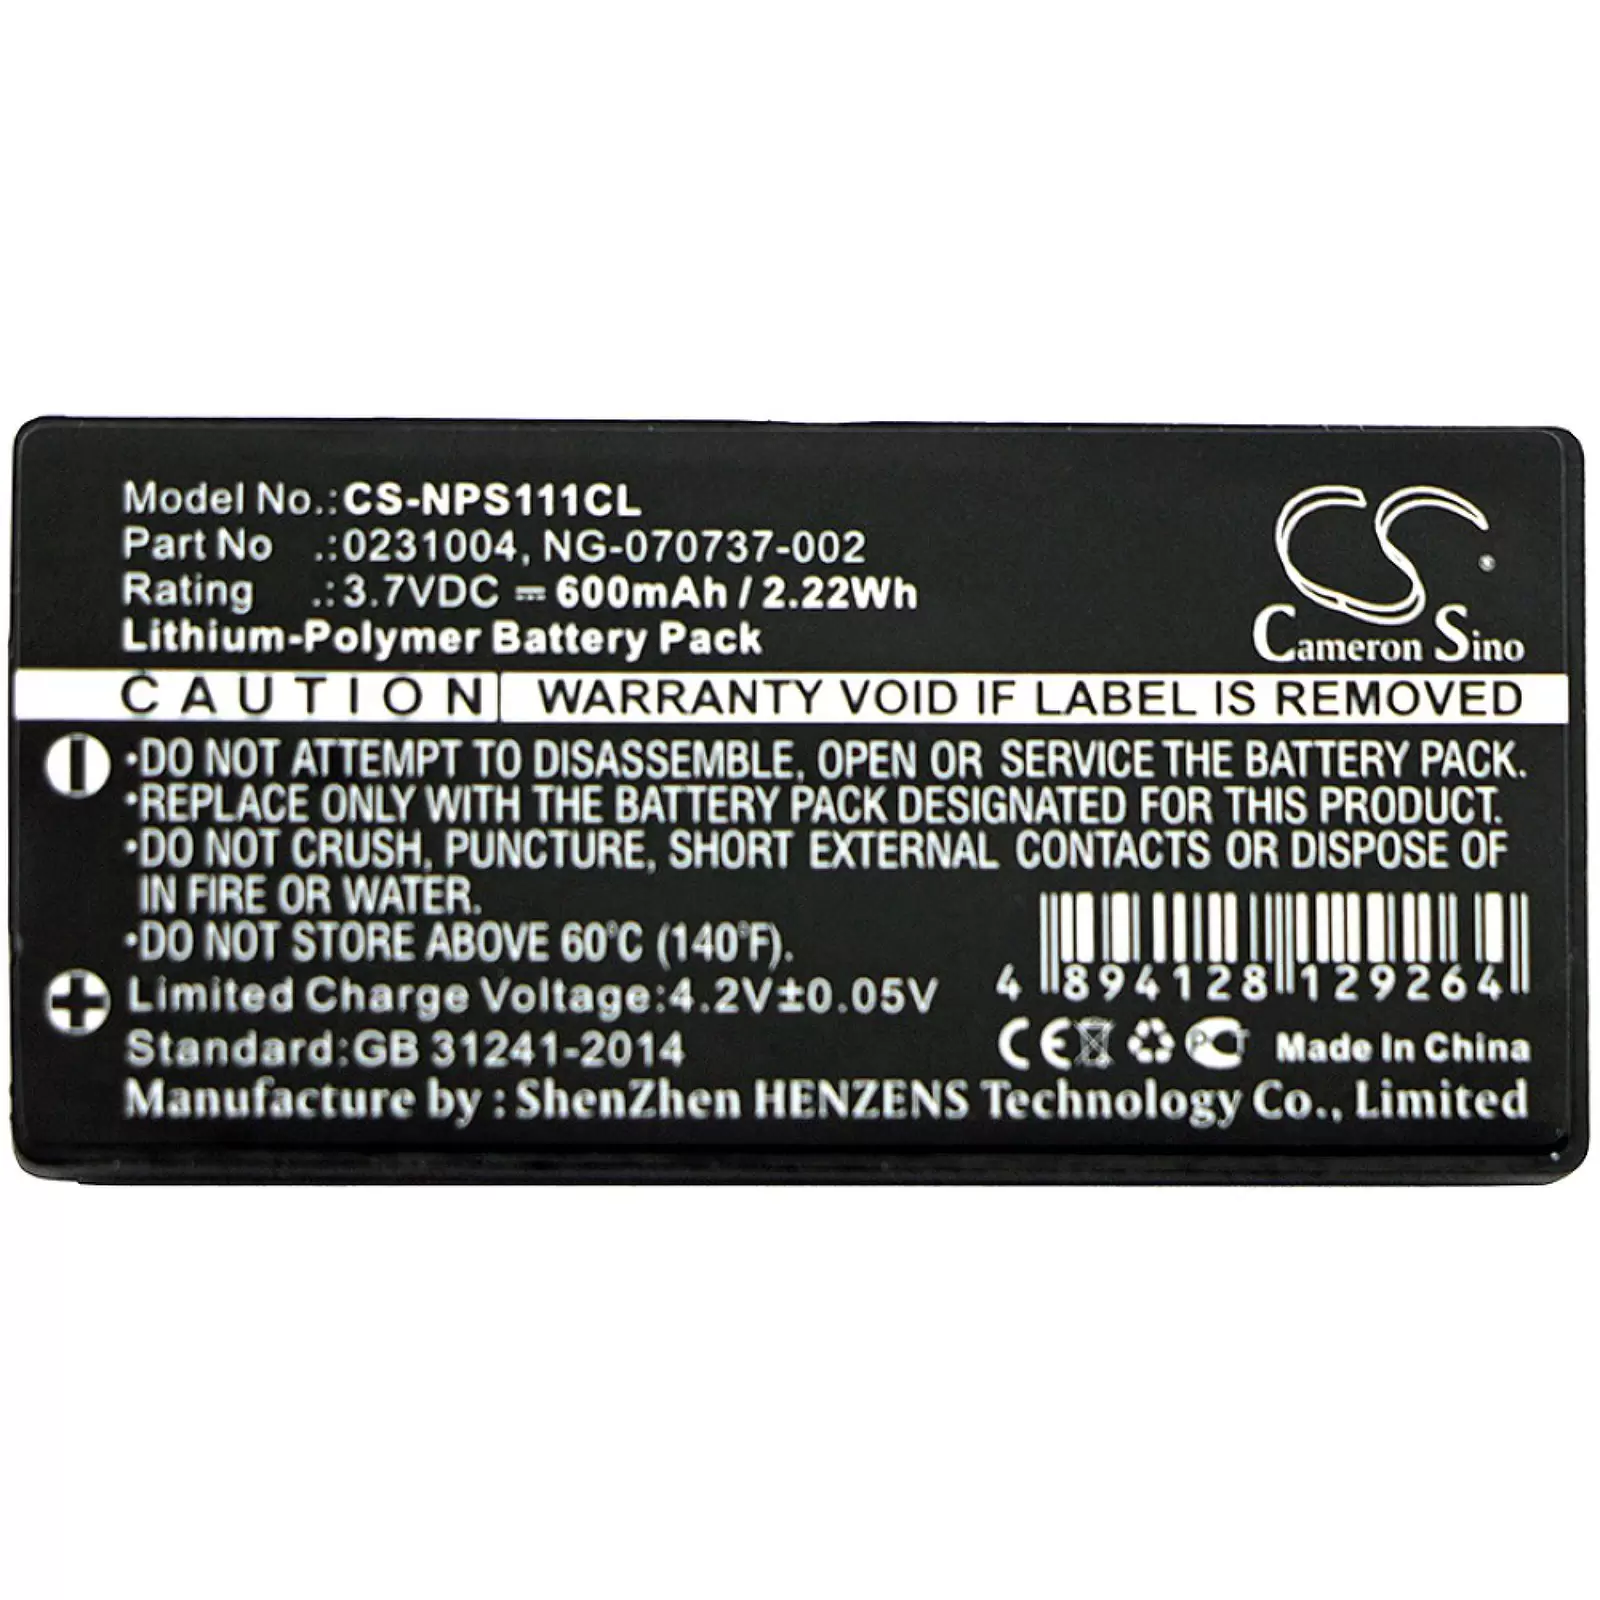 Model No.:CS-NPS111CL
Part No .:0231004, NG-070737-002
Rating .:3.7VDC ⎓ 600mAh / 2.22Wh
Lithium-Polymer Battery Pack
CS
®
Cameron Sino
CAUTION WARRANTY VOID IF LABEL IS REMOVED
•DO NOT ATTEMPT TO DISASSEMBLE, OPEN OR SERVICE THE BATTERY PACK.
•REPLACE ONLY WITH THE BATTERY PACK DESIGNATED FOR THIS PRODUCT.
•DO NOT CRUSH, PUNCTURE, SHORT EXTERNAL CONTACTS OR DISPOSE OF
IN FIRE OR WATER.
•DO NOT STORE ABOVE 60°C (140°F).
Limited Charge Voltage:4.2V±0.05V
4 894128 129264
Standard:GB 31241-2014
CE PCT Made In China
Manufacture by : ShenZhen HENZENS Technology Co., Limited